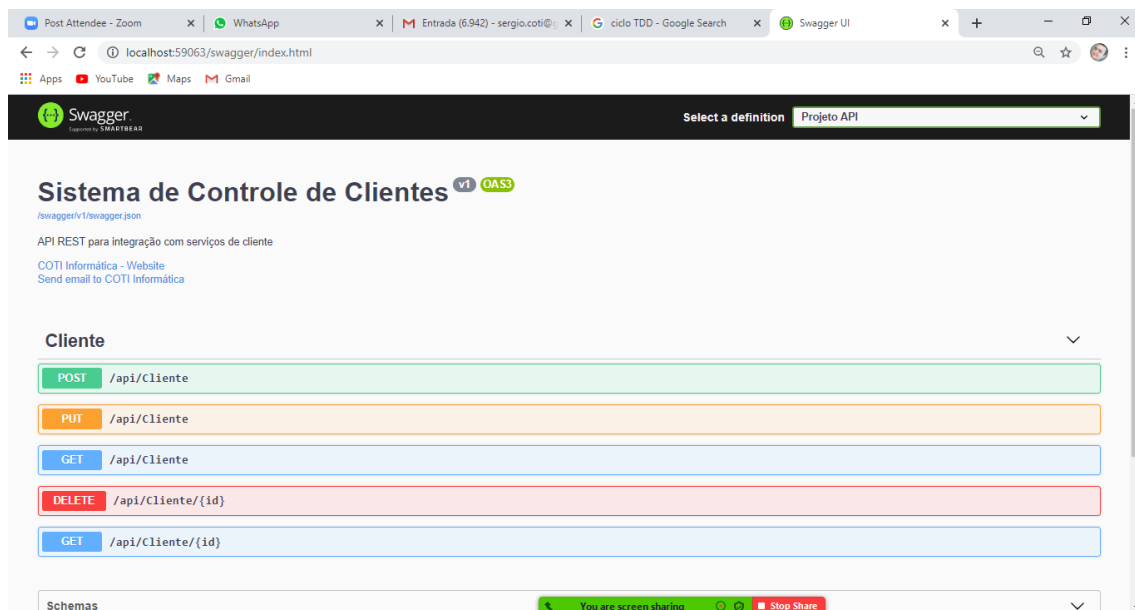 Post Attendee - Zoom
WhatsApp
Entrada (6.942) - sergio.coti@g
ciclo TDD - Google Search
Swagger UI
localhost:59063/swagger/index.html
Apps YouTube Maps Gmail
Swagger.
Supported by SMARTBEAR
Select a definition Projeto API
Sistema de Controle de Clientes v1 OAS3
/swagger/v1/swagger.json
API REST para integração com serviços de cliente
COTI Informática - Website
Send email to COTI Informática
Cliente
POST /api/Cliente
PUT /api/Cliente
GET /api/Cliente
DELETE /api/Cliente/{id}
GET /api/Cliente/{id}
Schemas
You are screen sharing Stop Share